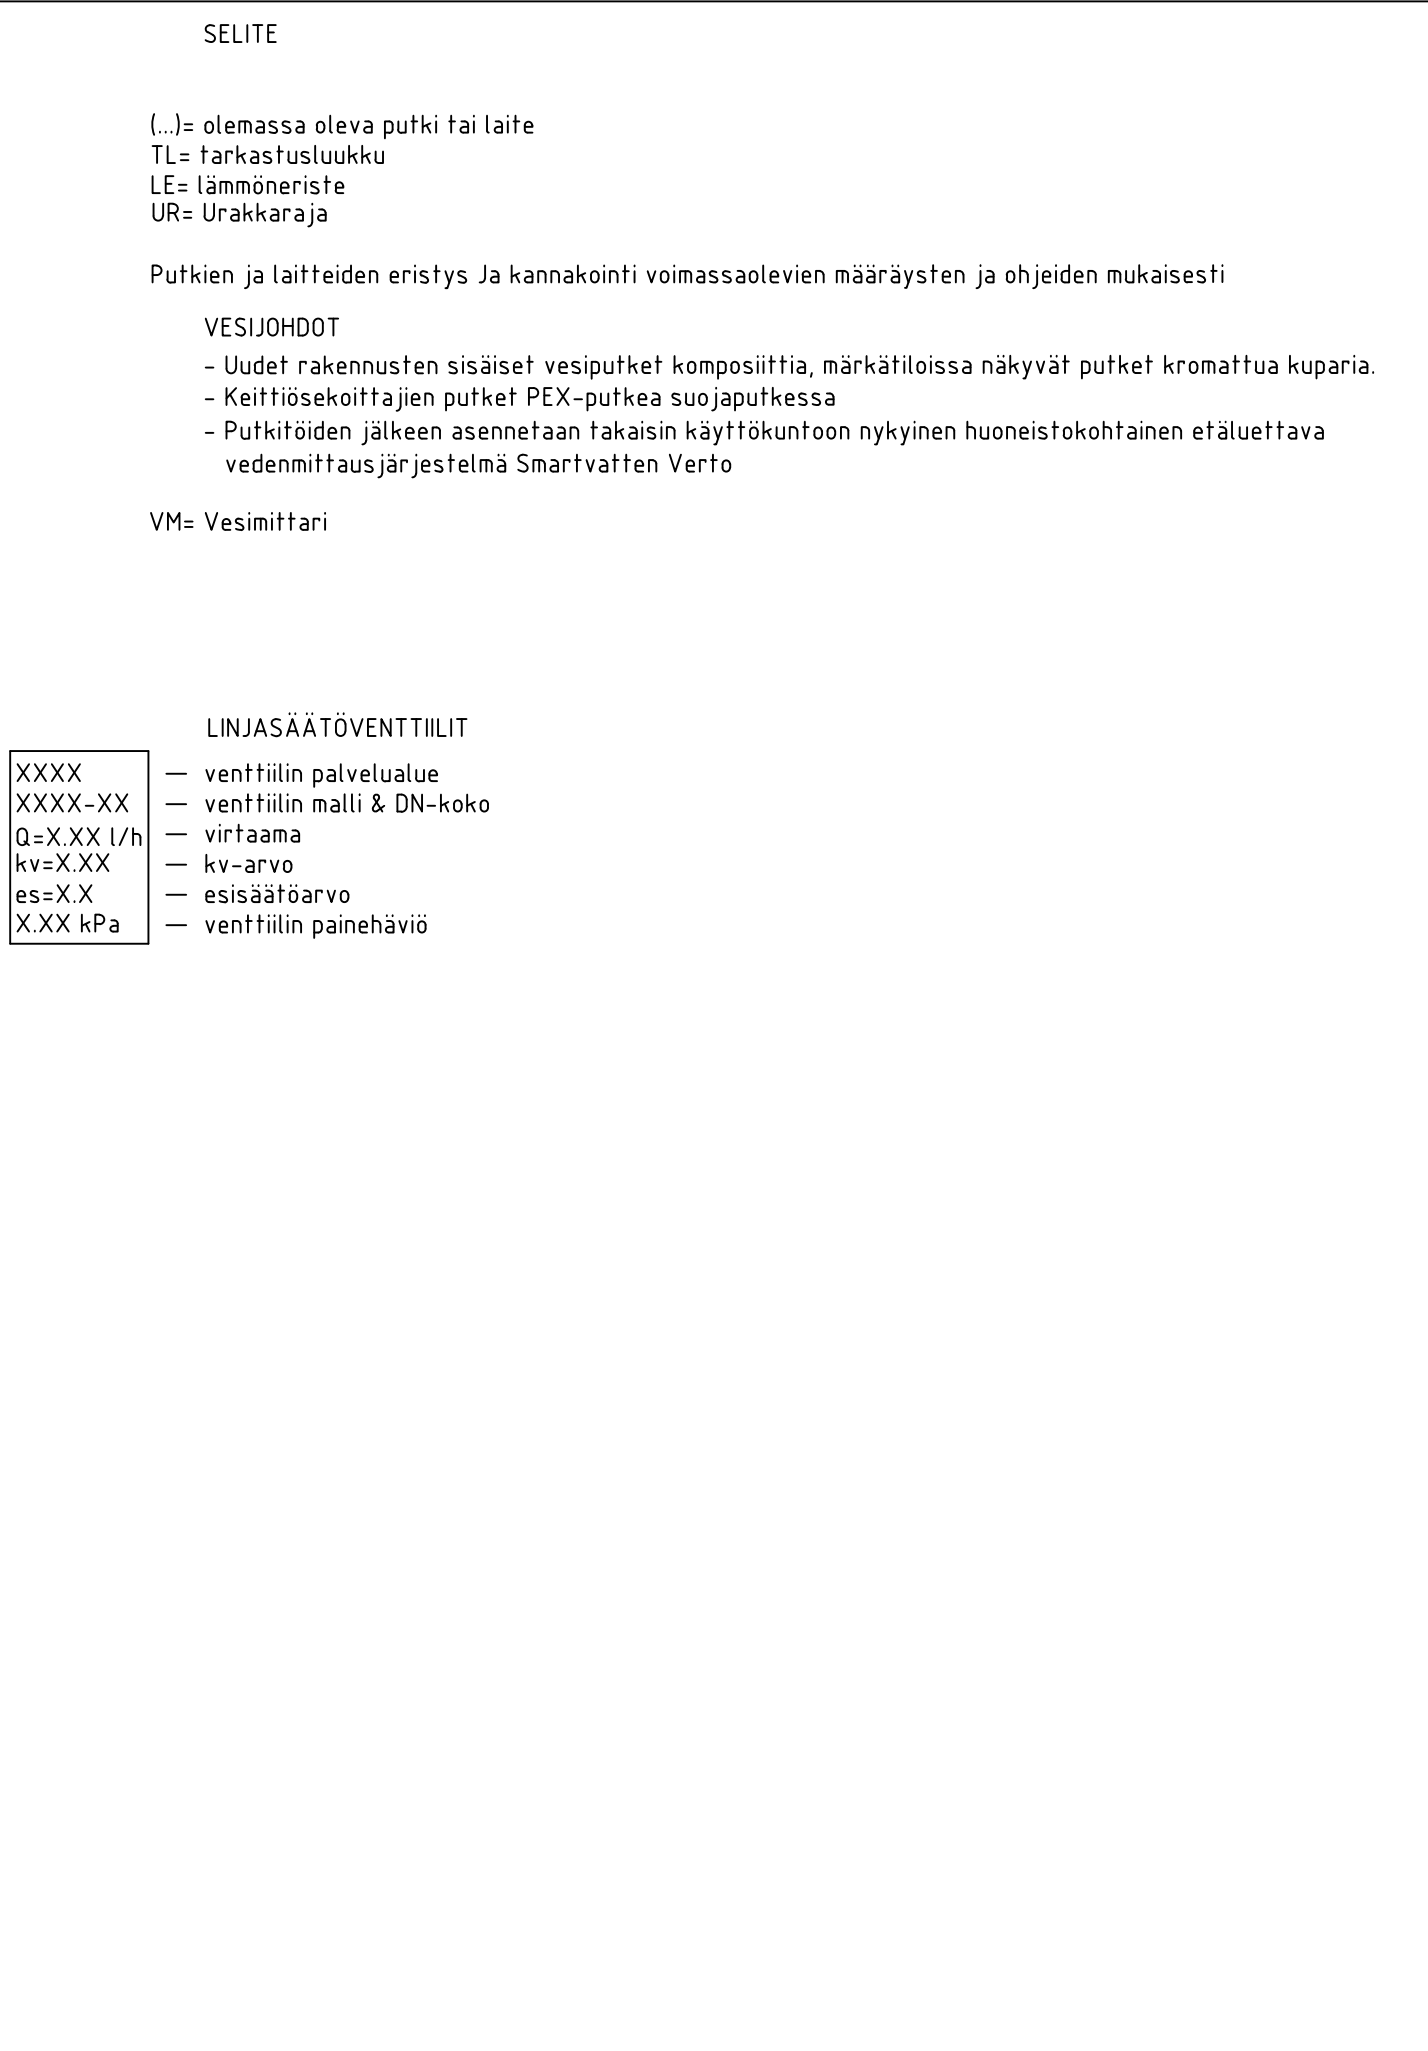 SELITE
(...)= olemassa oleva putki tai laite
TL= tarkastusluukku
LE= lämmöneriste
UR= Urakkaraja
Putkien ja laitteiden eristys Ja kannakointi voimassaolevien määräysten ja ohjeiden mukaisesti
VESIJOHDOT
- Uudet rakennusten sisäiset vesiputket komposiittia, märkätiloissa näkyvät putket kromattua kuparia.
- Keittiösekoittajien putket PEX-putkea suojaputkessa
- Putkitöiden jälkeen asennetaan takaisin käyttökuntoon nykyinen huoneistokohtainen etäluettava
vedenmittausjärjestelmä Smartvatten Verto
VM= Vesimittari
LINJASÄÄTÖVENTTIILIT
XXXX — venttiilin palvelualue
XXXX-XX — venttiilin malli & DN-koko
Q=X.XX l/h — virtaama
kv=X.XX — kv-arvo
es=X.X — esisäätöarvo
X.XX kPa — venttiilin painehäviö